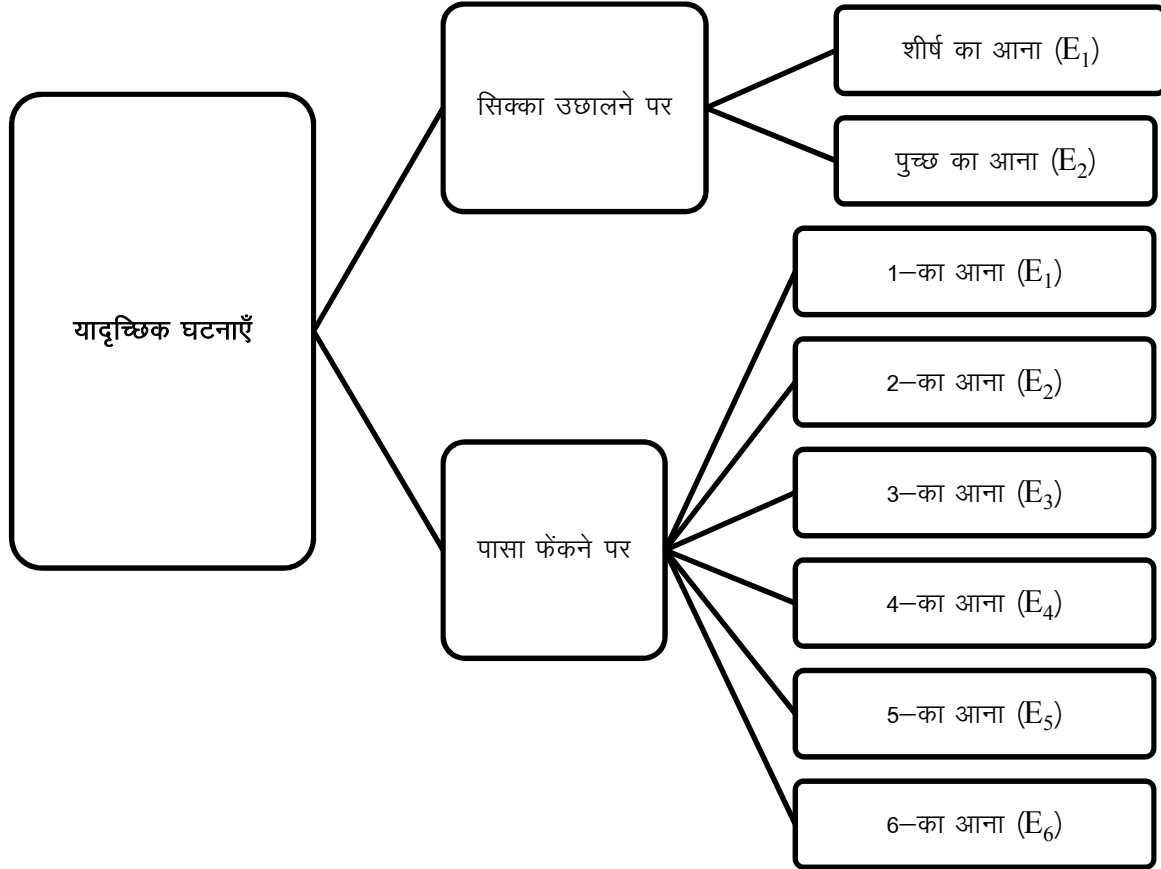 यादृच्छिक घटनाएँ
सिक्का उछालने पर
शीर्ष का आना (E₁)
पुच्छ का आना (E₂)
पासा फेंकने पर
1–का आना (E₁)
2–का आना (E₂)
3–का आना (E₃)
4–का आना (E₄)
5–का आना (E₅)
6–का आना (E₆)